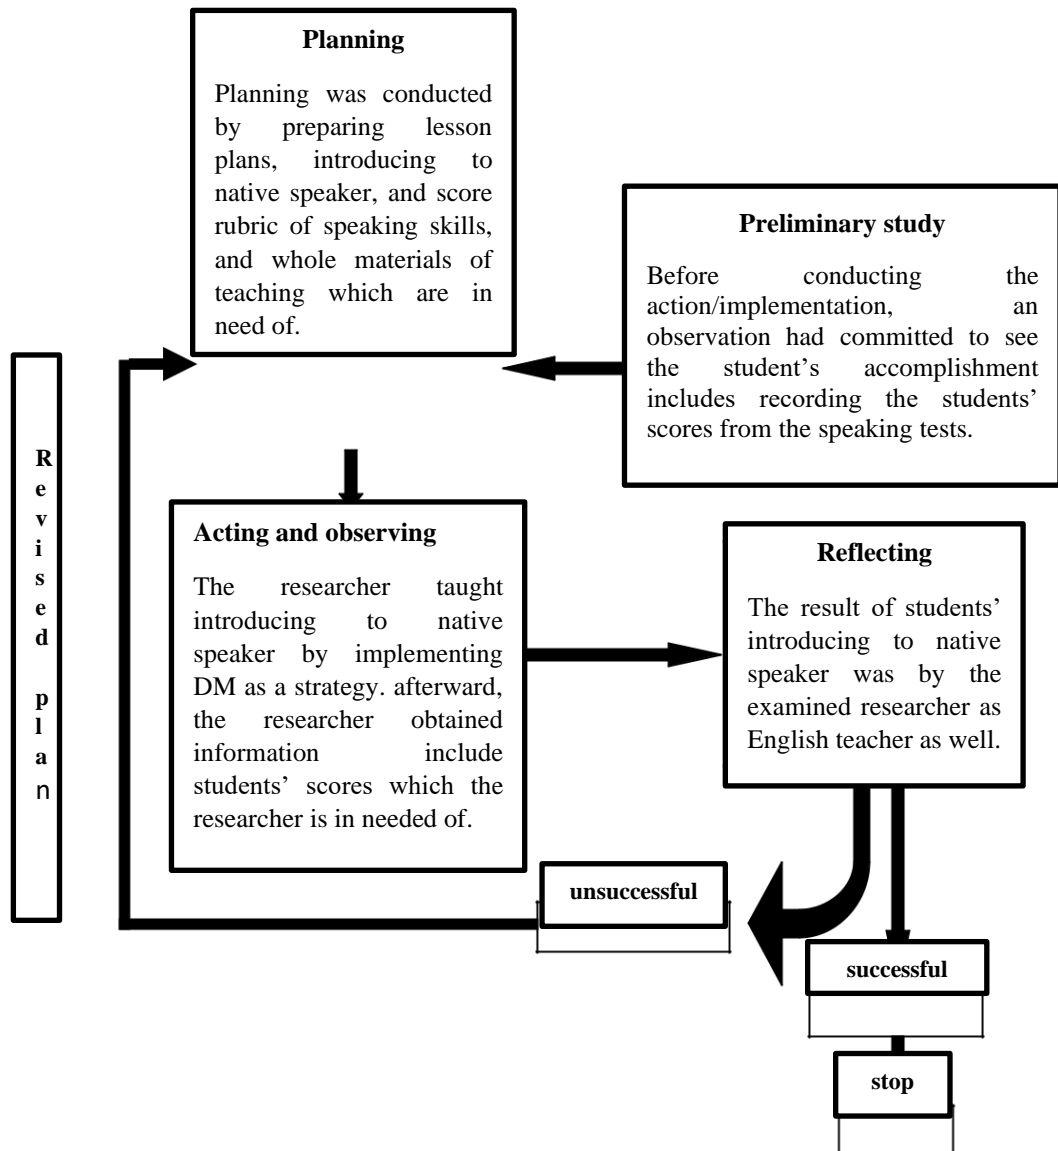 Planning
Planning was conducted
by preparing lesson
plans, introducing to
native speaker, and score
rubric of speaking skills,
and whole materials of
teaching which are in
need of.
Preliminary study
Before conducting the
action/implementation, an
observation had committed to see
the student’s accomplishment
includes recording the students’
scores from the speaking tests.
R
e
v
i
s
e
d
p
l
a
n
Acting and observing
The researcher taught
introducing to native
speaker by implementing
DM as a strategy. afterward,
the researcher obtained
information include
students’ scores which the
researcher is in needed of.
Reflecting
The result of students’
introducing to native
speaker was by the
examined researcher as
English teacher as well.
unsuccessful
successful
stop